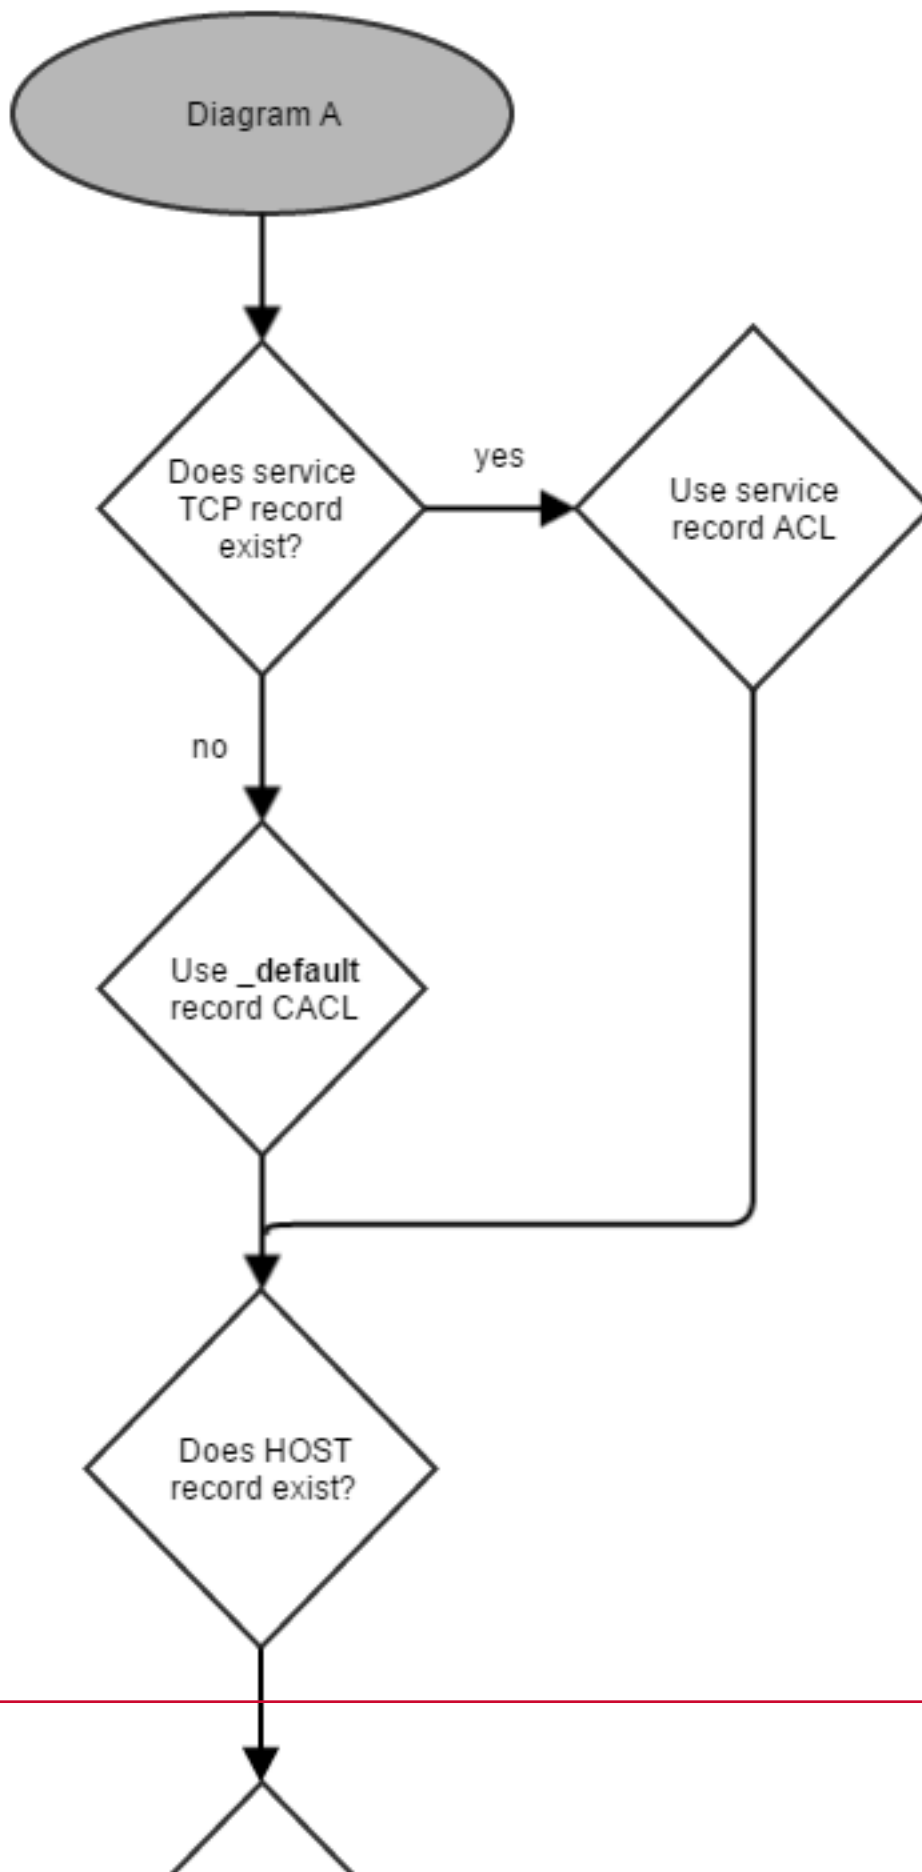 Diagram A
yes
Does service
TCP record
exist?
Use service
record ACL
no
Use _default
record CACL
Does HOST
record exist?